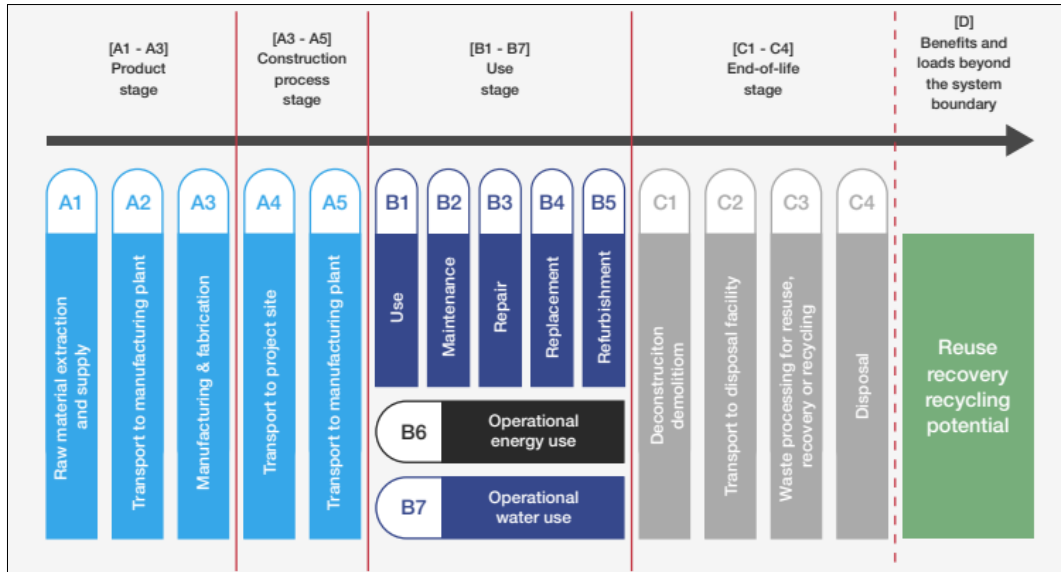 [A1 - A3]
Product
stage
[A3 - A5]
Construction
process
stage
[B1 - B7]
Use
stage
[C1 - C4]
End-of-life
stage
[D]
Benefits and
loads beyond
the system
boundary
A1
Raw material extraction
and supply
A2
Transport to manufacturing plant
A3
Manufacturing & fabrication
A4
Transport to project site
A5
Transport to manufacturing plant
B1
Use
B2
Maintenance
B3
Repair
B4
Replacement
B5
Refurbishment
B6
Operational
energy use
B7
Operational
water use
C1
Deconstruciton
demolitiom
C2
Transport to disposal facility
C3
Waste processing for resuse,
recovery or recycling
C4
Disposal
Reuse
recovery
recycling
potential